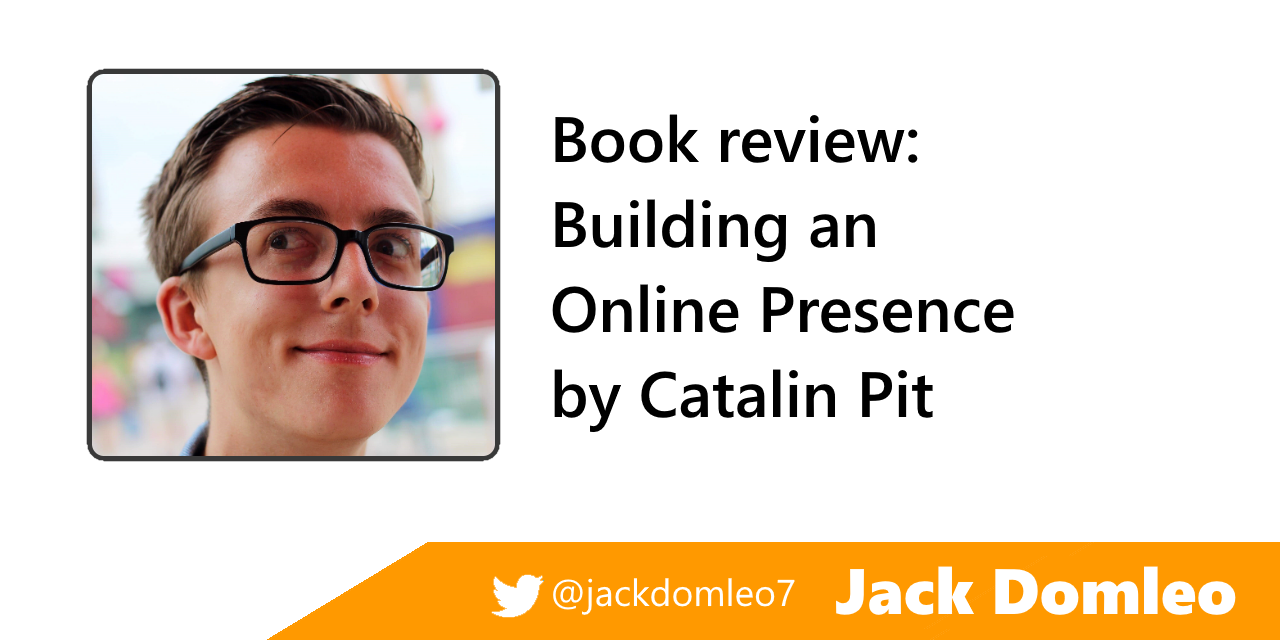 Book review:
Building an
Online Presence
by Catalin Pit
@jackdomleo7
Jack Domleo